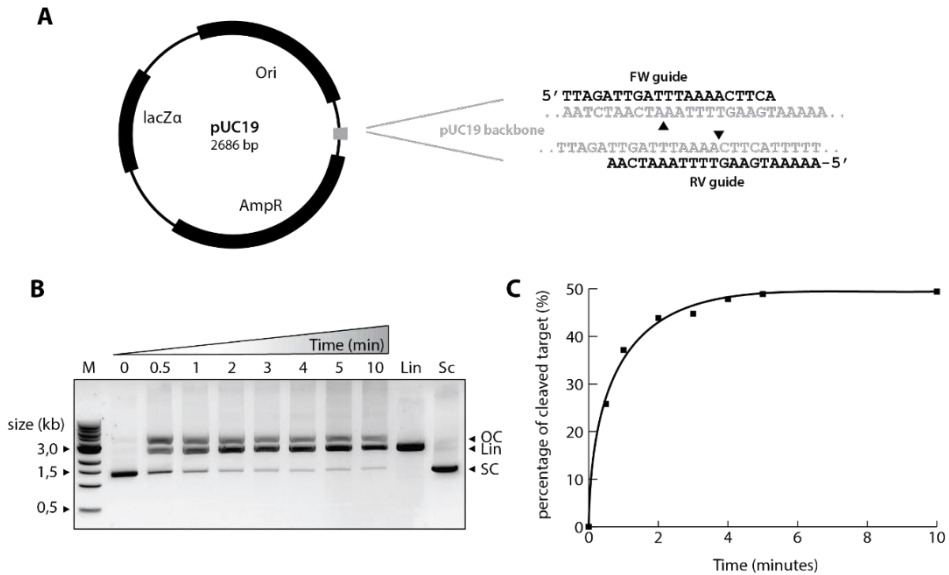 A
Ori
lacZα
pUC19
2686 bp
AmpR
FW guide
5' TTAGATTGATTTAAAACTTCA
..AATCTAACTAAATTTTGAAGTAAAAA..
pUC19 backbone
..TTAGATTGATTTAAAACTTCATTTTT..
AACTAAATTTTGAAGTAAAAA-5'
RV guide
B
Time (min)
M 0 0.5 1 2 3 4 5 10 Lin Sc
size (kb)
3,0
1,5
0,5
OC
Lin
SC
C
percentage of cleaved target (%)
50
40
30
20
10
0
0 2 4 6 8 10
Time (minutes)